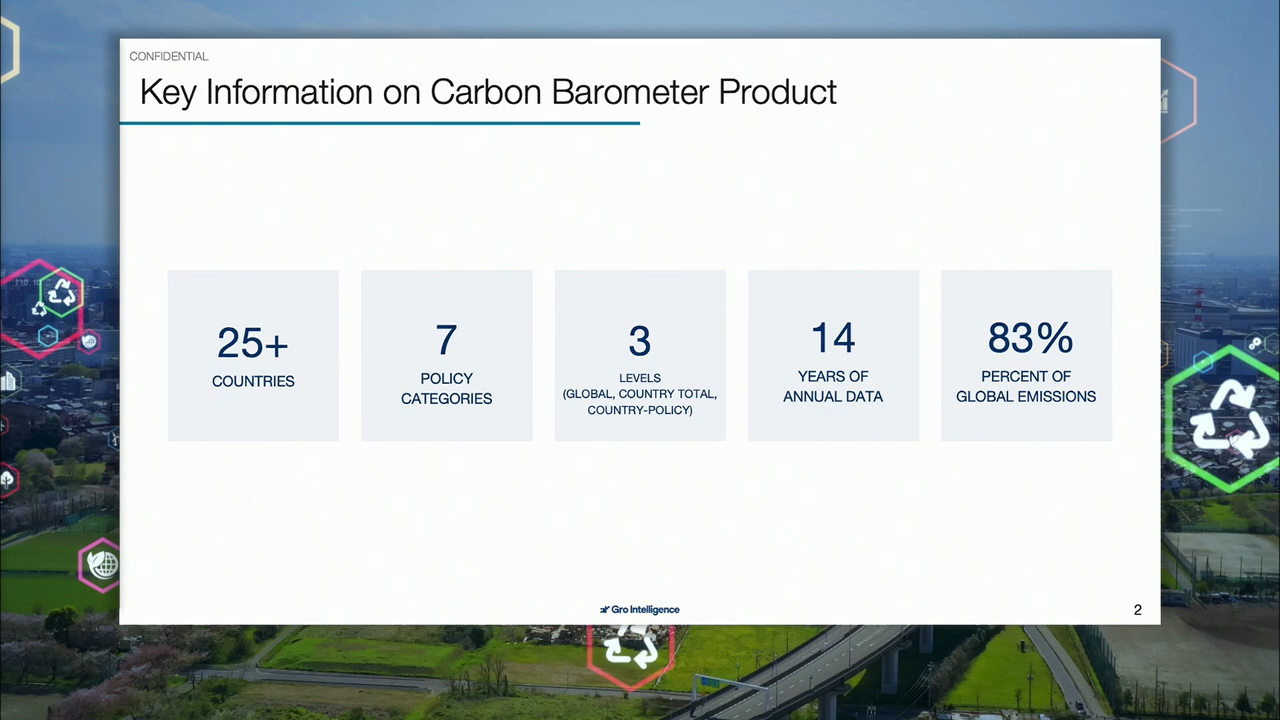 CONFIDENTIAL
Key Information on Carbon Barometer Product
25+
COUNTRIES
7
POLICY
CATEGORIES
3
LEVELS
(GLOBAL, COUNTRY TOTAL,
COUNTRY-POLICY)
14
YEARS OF
ANNUAL DATA
83%
PERCENT OF
GLOBAL EMISSIONS
Gro Intelligence
2